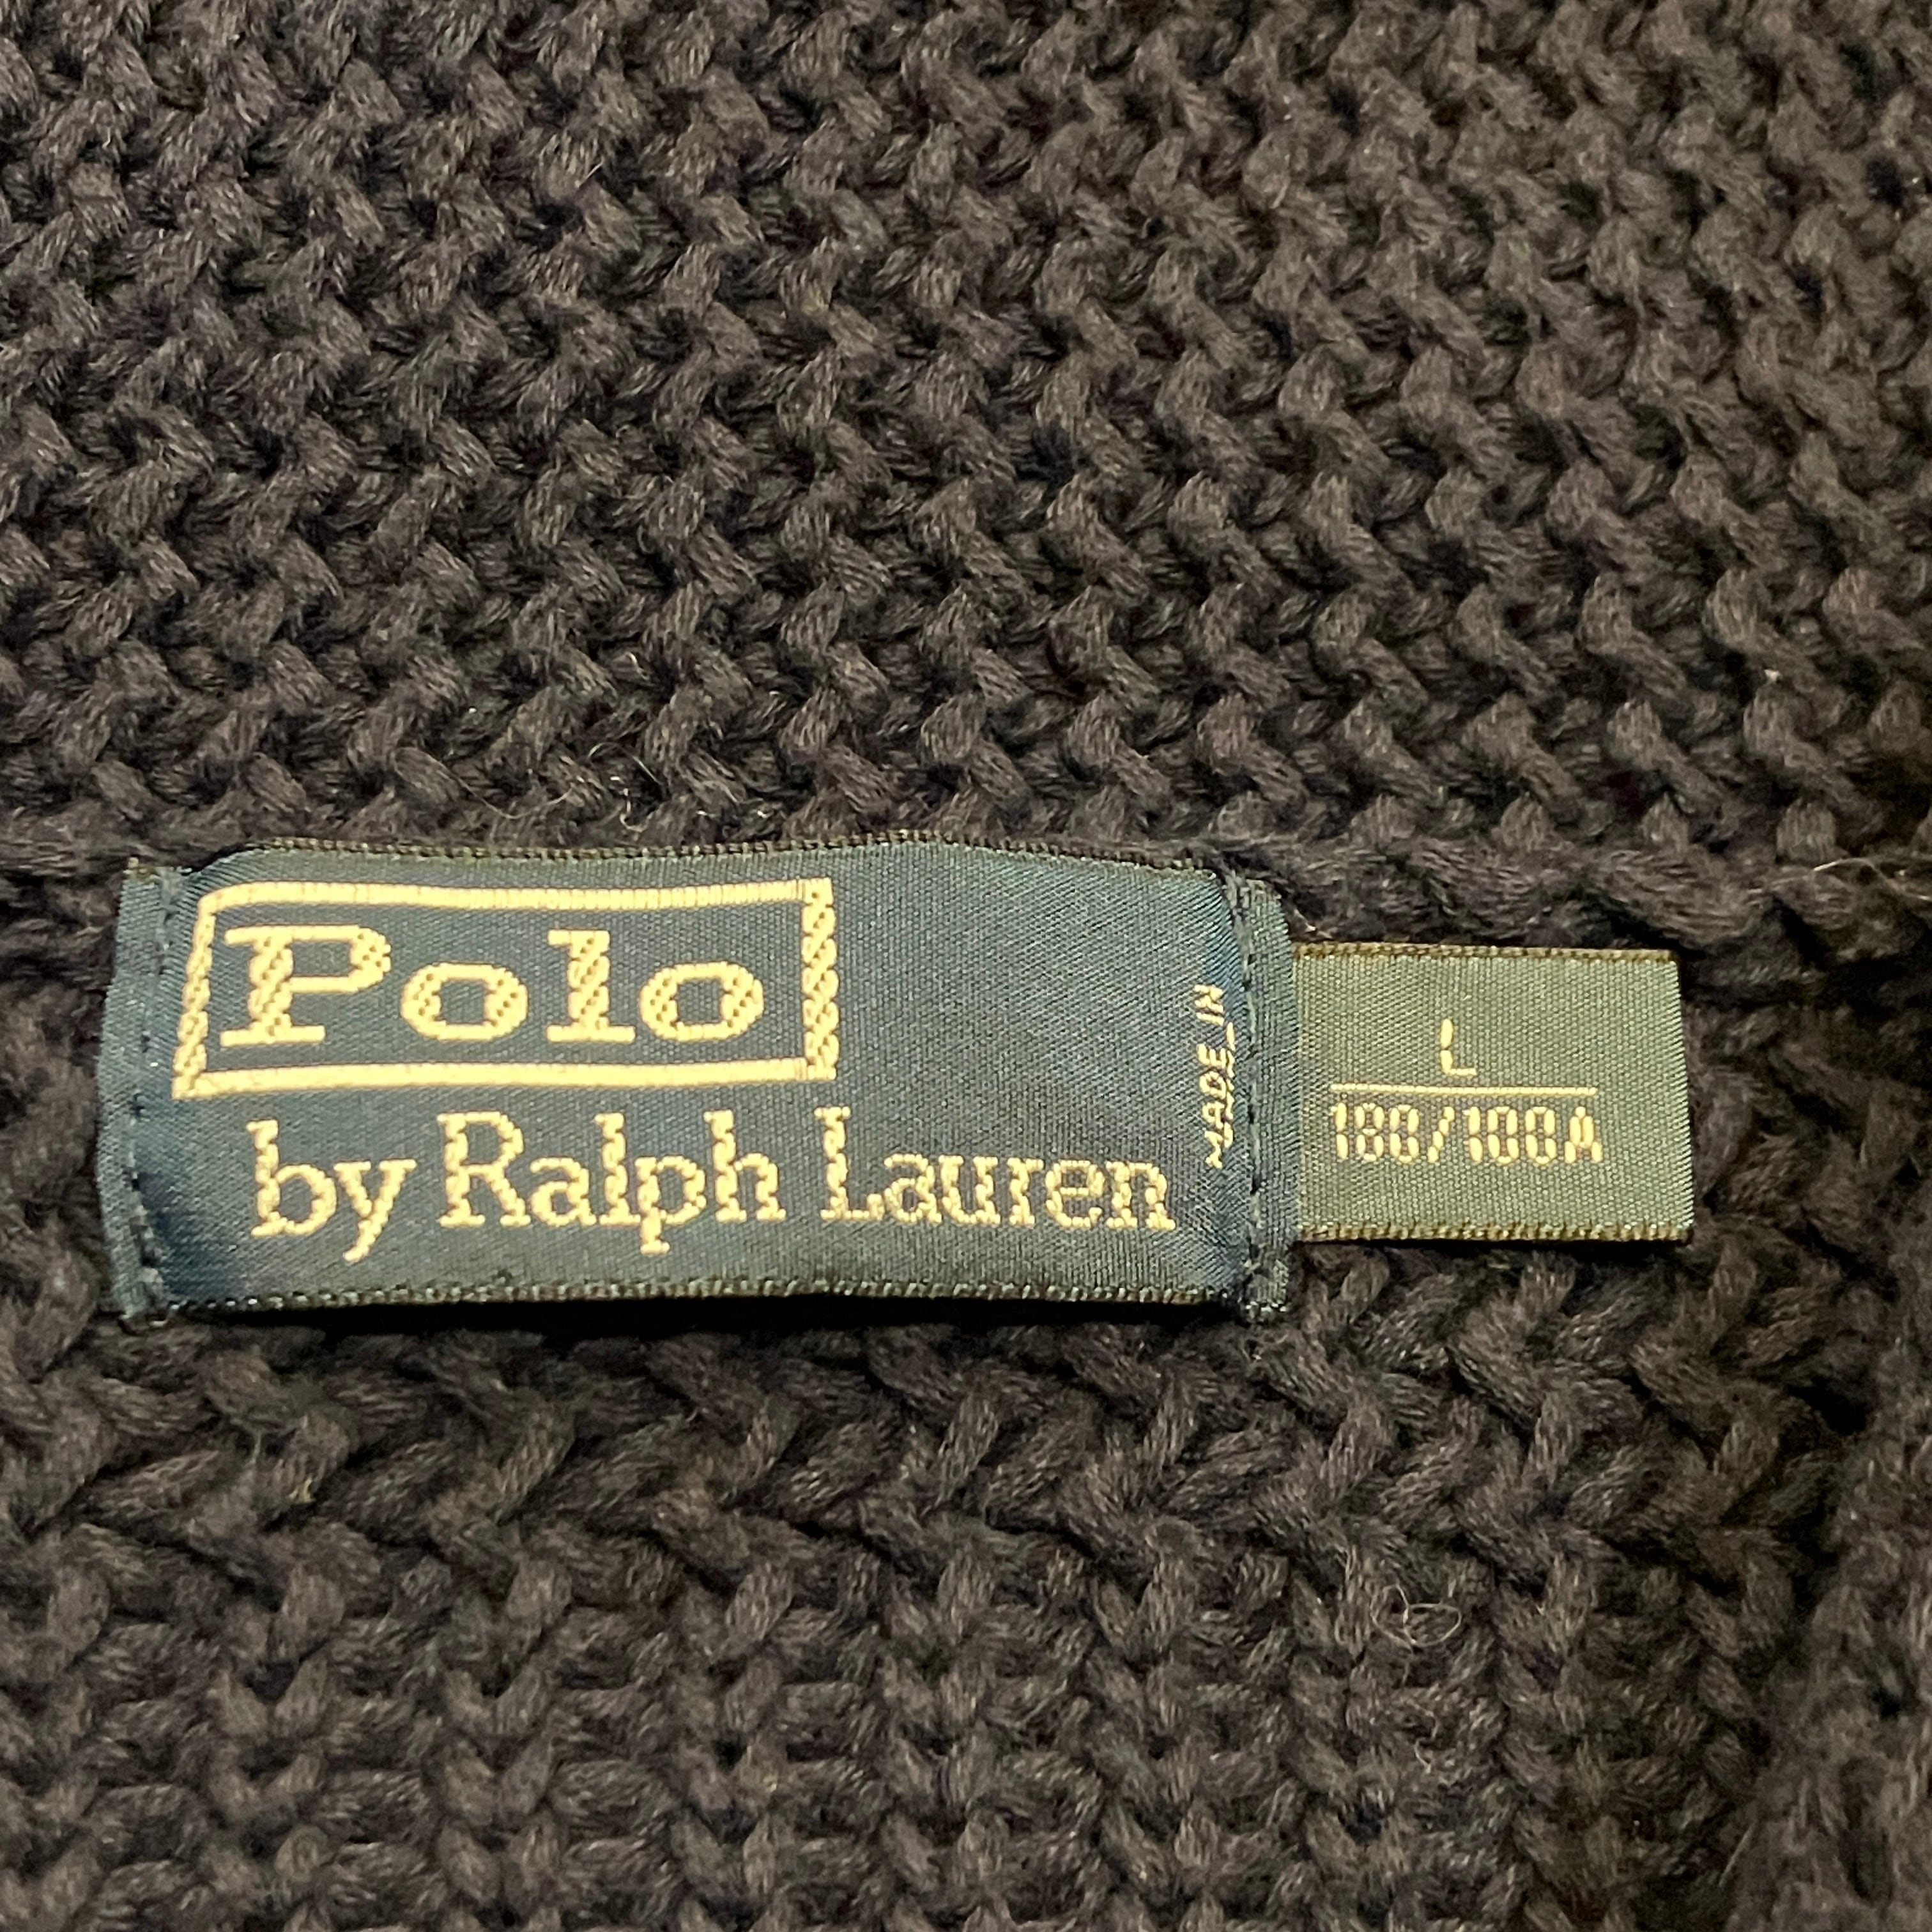 Polo
by Ralph Lauren
MADE IN
L
180/100A